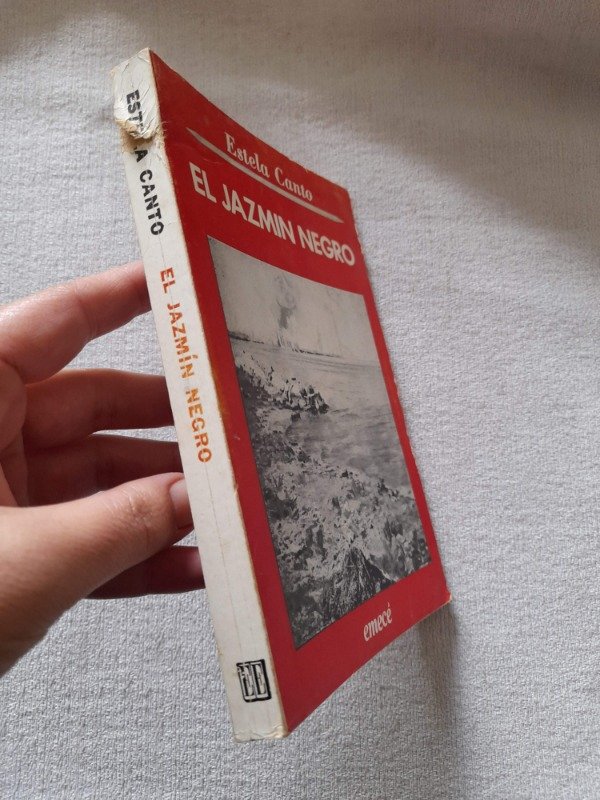 Estela Canto
EL JAZMIN NEGRO
emecé
CANTO
EL JAZMÍN NEGRO